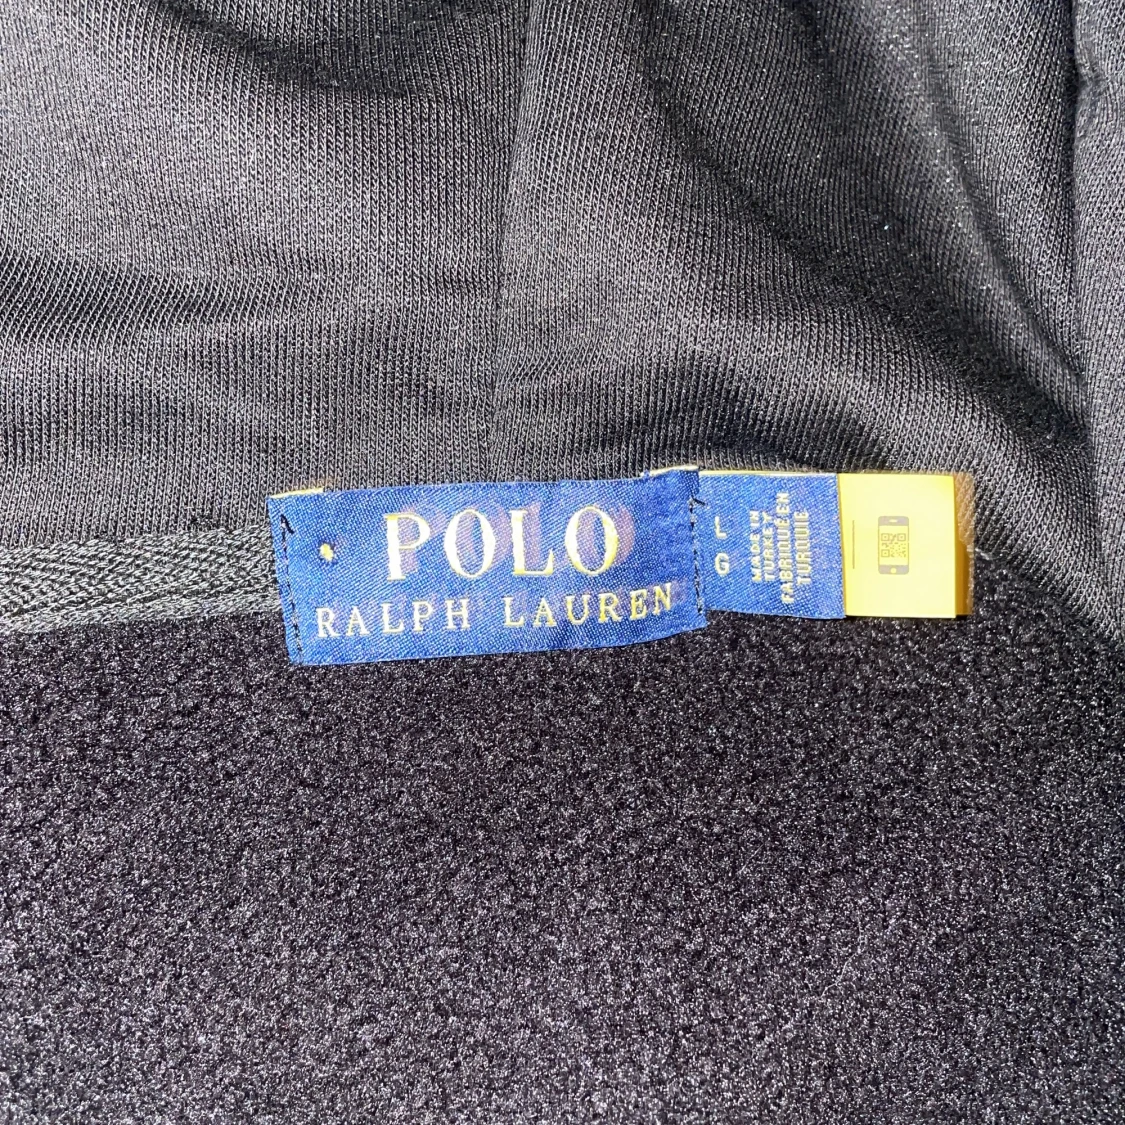 POLO
RALPH LAUREN
L
G
MADE IN
TURKEY
FABRIQUÉ EN
TURQUIE